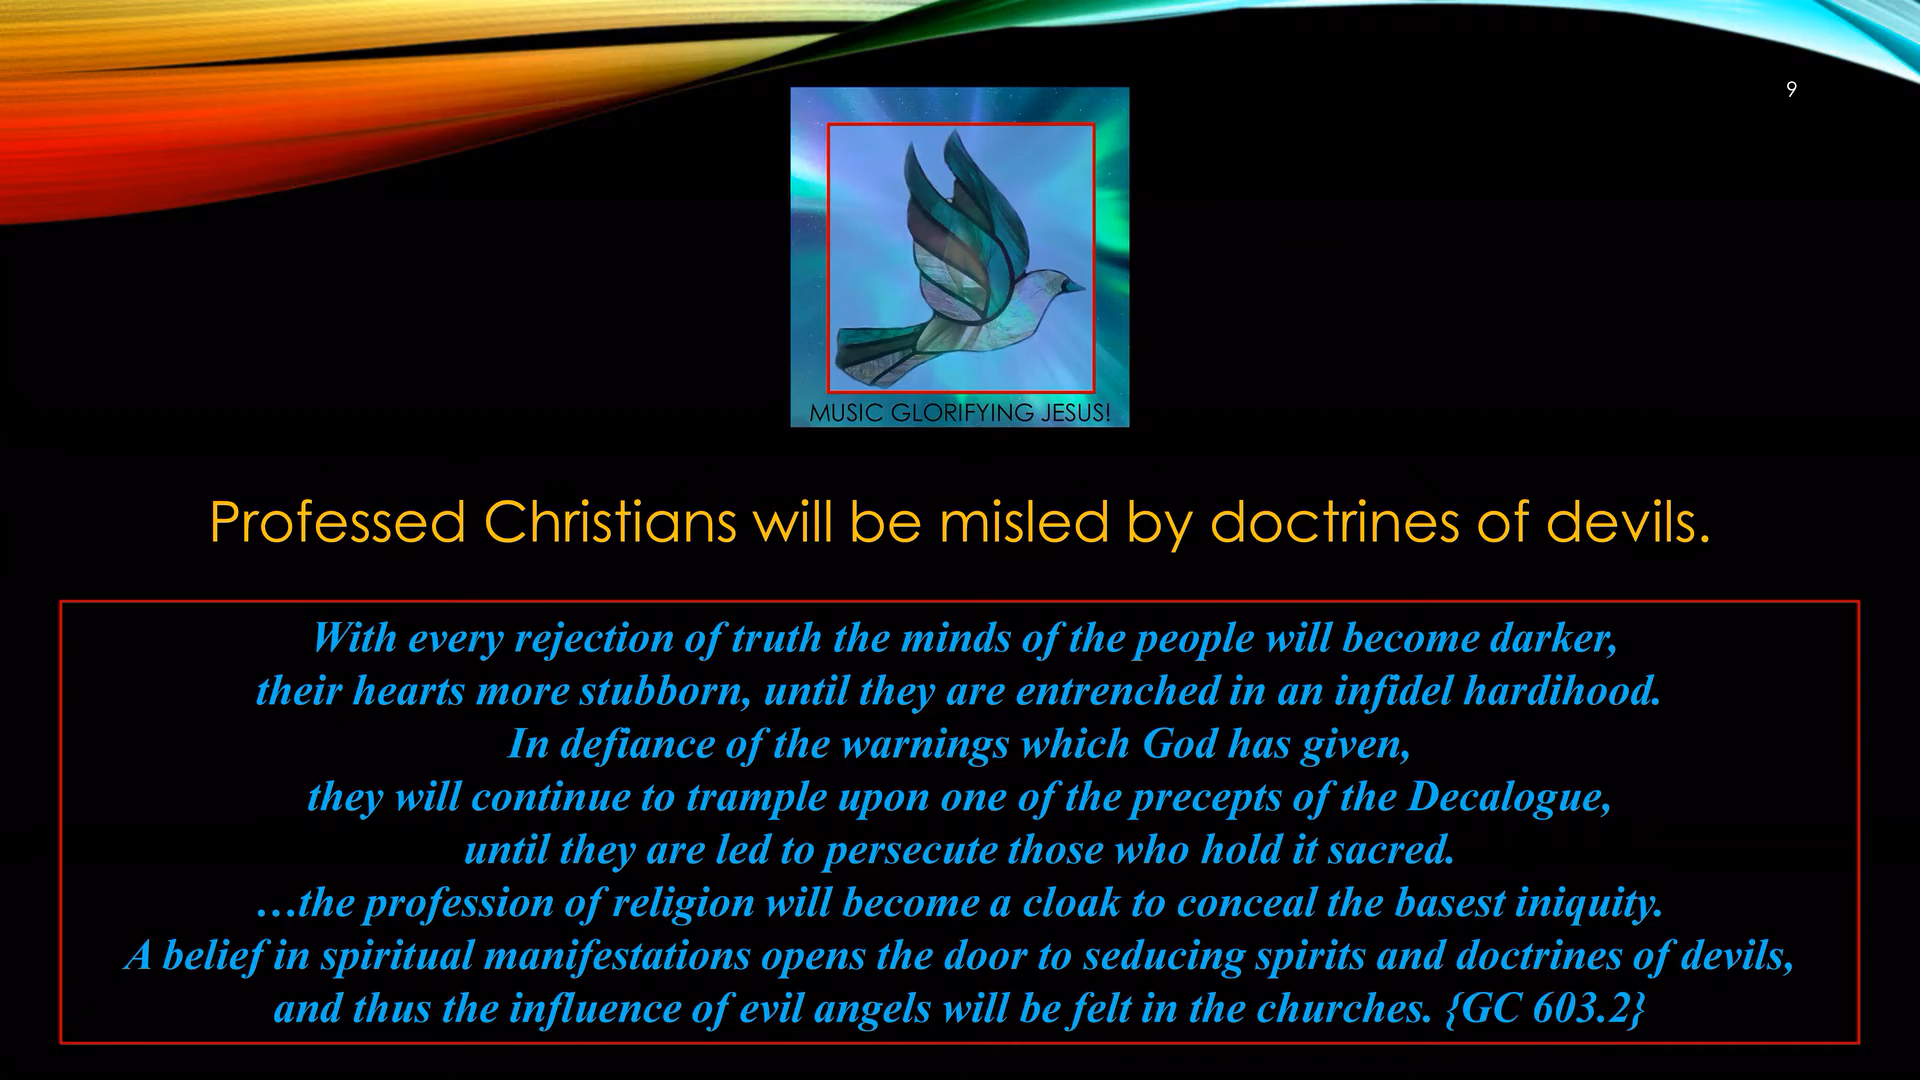 9
MUSIC GLORIFYING JESUS!
Professed Christians will be misled by doctrines of devils.
With every rejection of truth the minds of the people will become darker,
their hearts more stubborn, until they are entrenched in an infidel hardihood.
In defiance of the warnings which God has given,
they will continue to trample upon one of the precepts of the Decalogue,
until they are led to persecute those who hold it sacred.
…the profession of religion will become a cloak to conceal the basest iniquity.
A belief in spiritual manifestations opens the door to seducing spirits and doctrines of devils,
and thus the influence of evil angels will be felt in the churches. {GC 603.2}